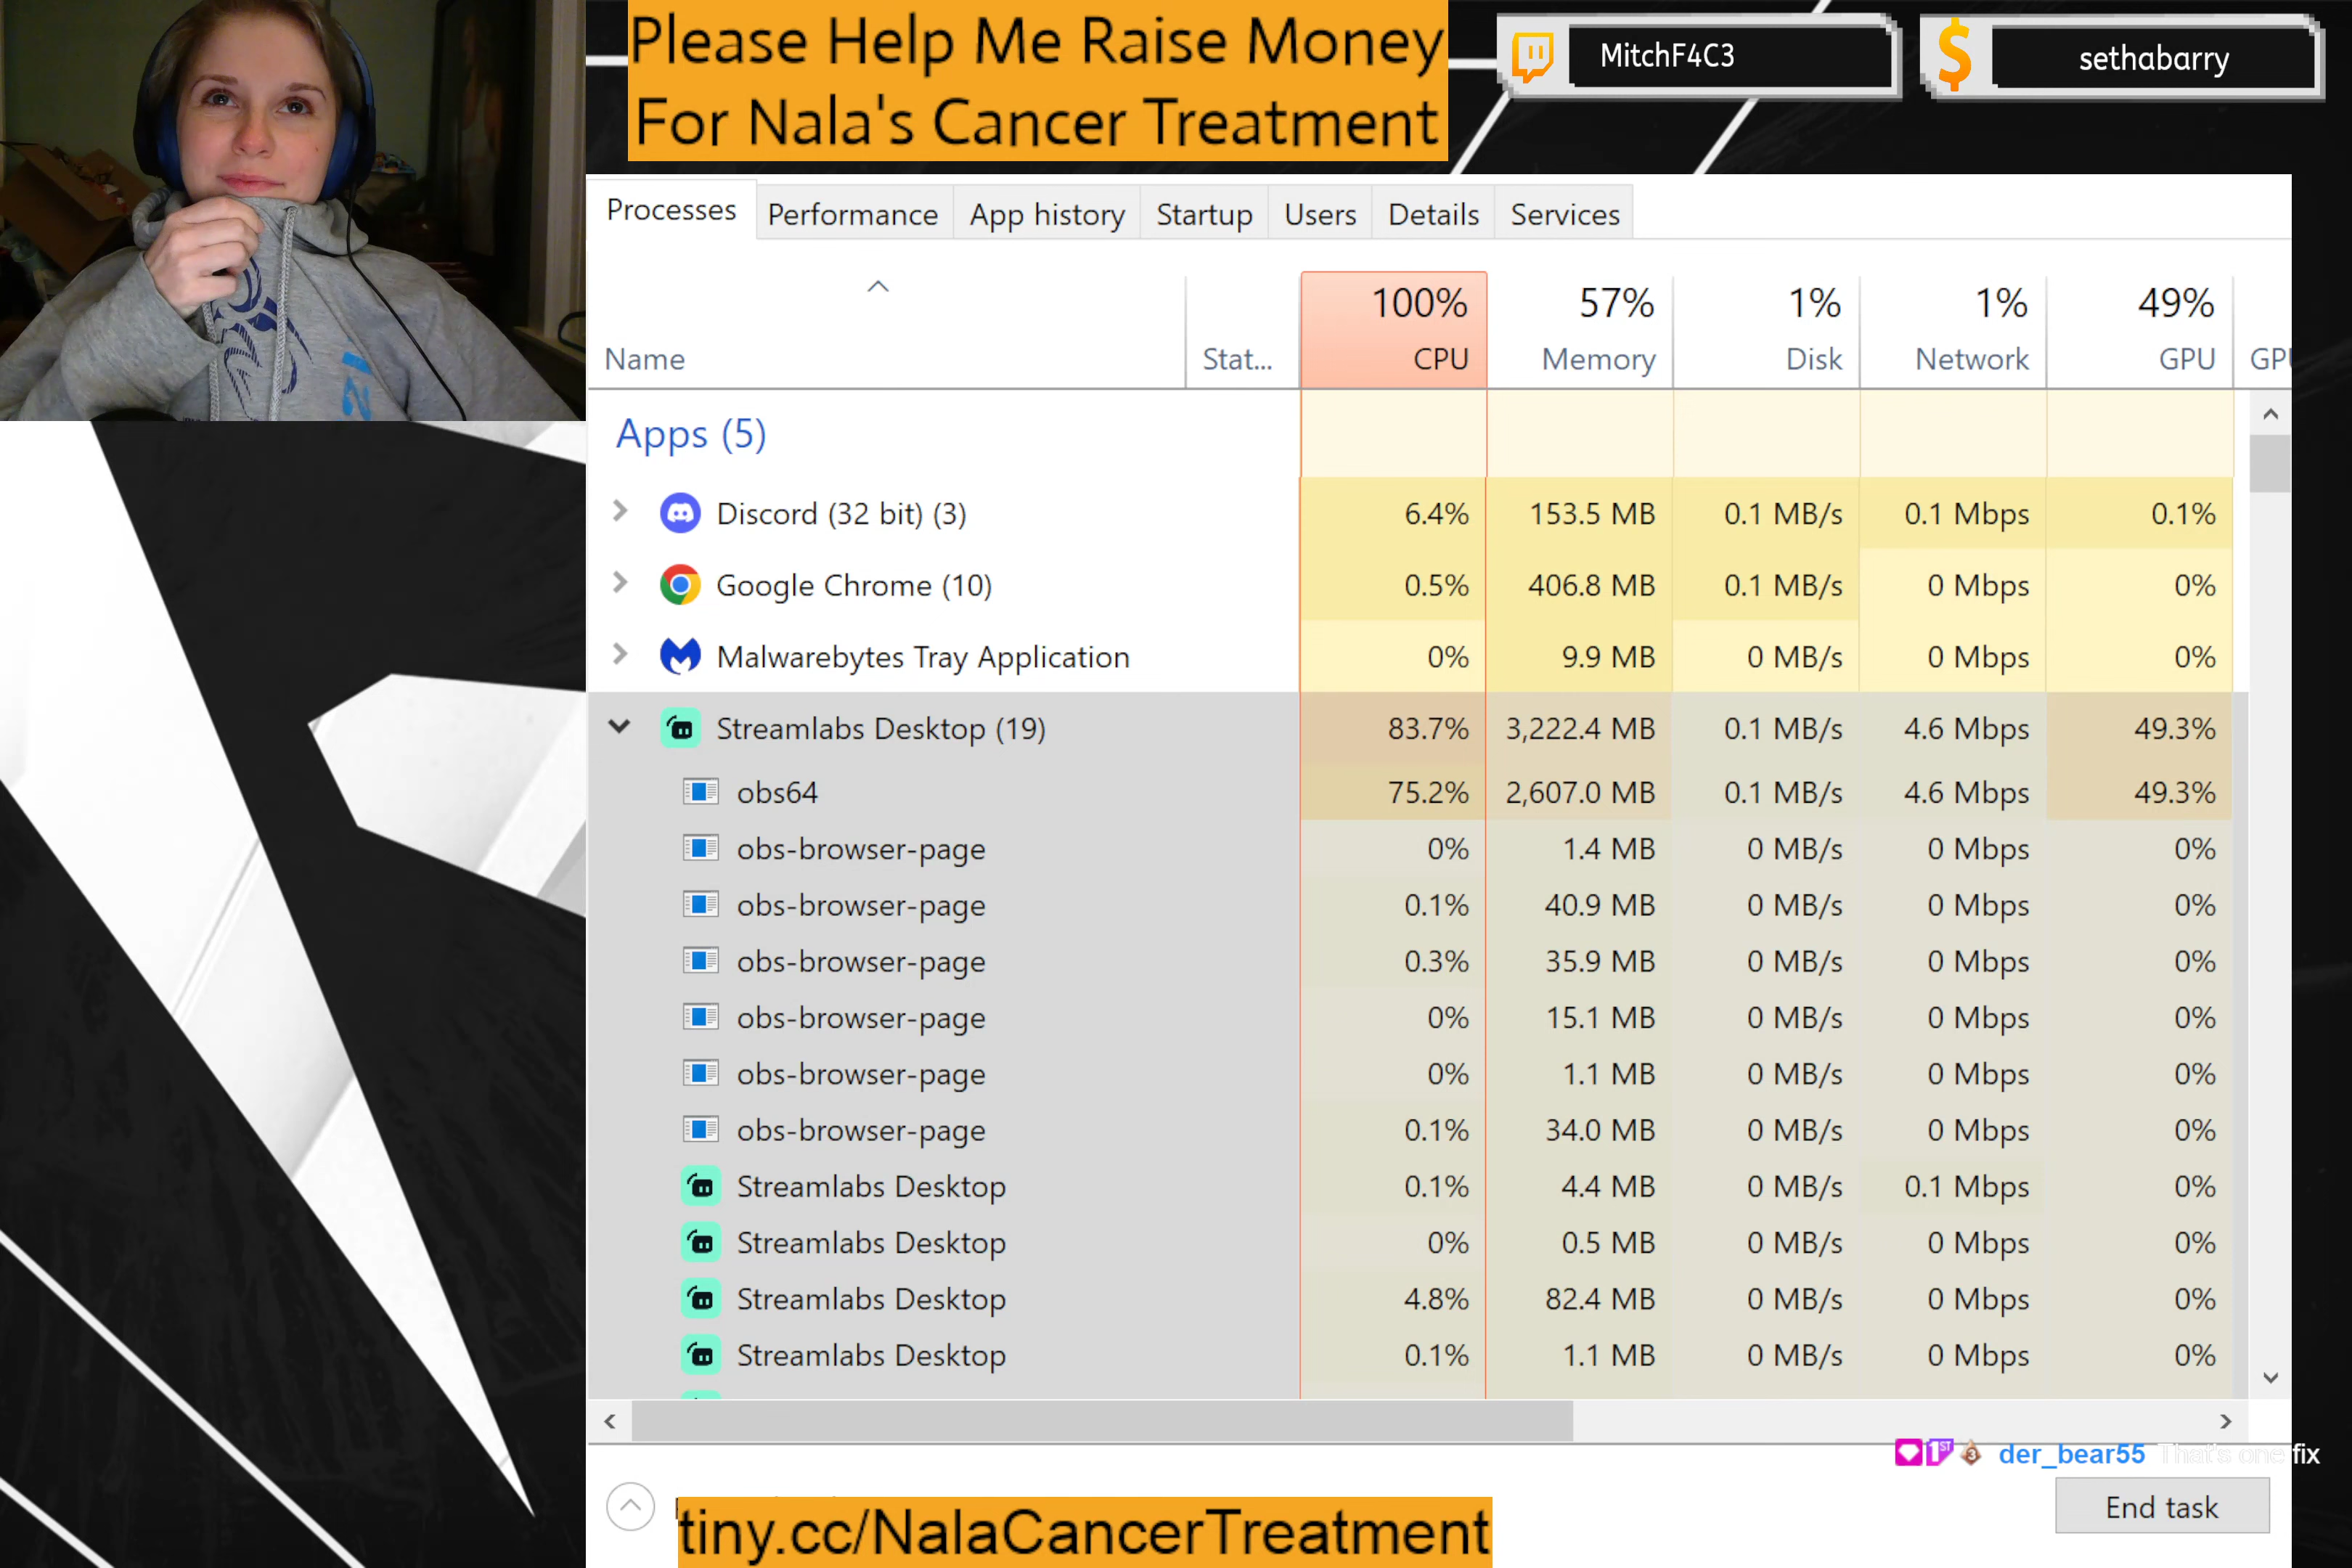 Please Help Me Raise Money
For Nala's Cancer Treatment
MitchF4C3
$ sethabarry
Processes Performance App history Startup Users Details Services
100% 57% 1% 1% 49%
Name Stat... CPU Memory Disk Network GPU GPU
Apps (5)
Discord (32 bit) (3) 6.4% 153.5 MB 0.1 MB/s 0.1 Mbps 0.1%
Google Chrome (10) 0.5% 406.8 MB 0.1 MB/s 0 Mbps 0%
Malwarebytes Tray Application 0% 9.9 MB 0 MB/s 0 Mbps 0%
Streamlabs Desktop (19) 83.7% 3,222.4 MB 0.1 MB/s 4.6 Mbps 49.3%
obs64 75.2% 2,607.0 MB 0.1 MB/s 4.6 Mbps 49.3%
obs-browser-page 0% 1.4 MB 0 MB/s 0 Mbps 0%
obs-browser-page 0.1% 40.9 MB 0 MB/s 0 Mbps 0%
obs-browser-page 0.3% 35.9 MB 0 MB/s 0 Mbps 0%
obs-browser-page 0% 15.1 MB 0 MB/s 0 Mbps 0%
obs-browser-page 0% 1.1 MB 0 MB/s 0 Mbps 0%
obs-browser-page 0.1% 34.0 MB 0 MB/s 0 Mbps 0%
Streamlabs Desktop 0.1% 4.4 MB 0 MB/s 0.1 Mbps 0%
Streamlabs Desktop 0% 0.5 MB 0 MB/s 0 Mbps 0%
Streamlabs Desktop 4.8% 82.4 MB 0 MB/s 0 Mbps 0%
Streamlabs Desktop 0.1% 1.1 MB 0 MB/s 0 Mbps 0%
1ST 3 der_bear55 That's one fix
End task
tiny.cc/NalaCancerTreatment